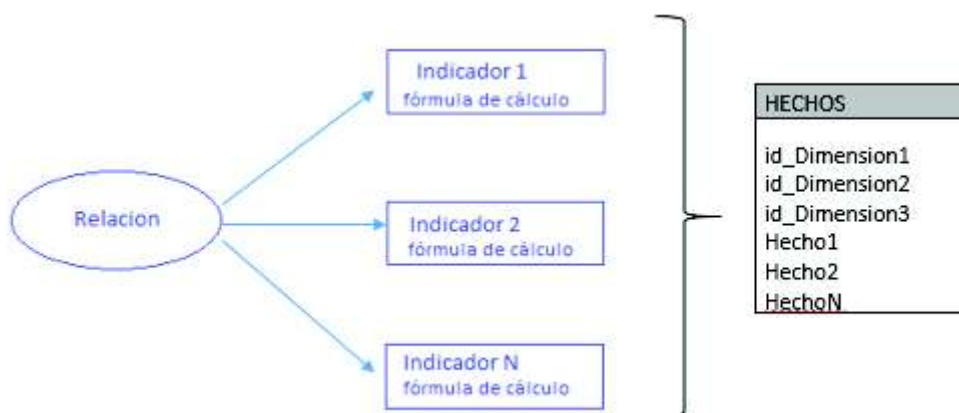 Relacion
Indicador 1
fórmula de cálculo
Indicador 2
fórmula de cálculo
Indicador N
fórmula de cálculo
HECHOS
id_Dimension1
id_Dimension2
id_Dimension3
Hecho1
Hecho2
HechoN